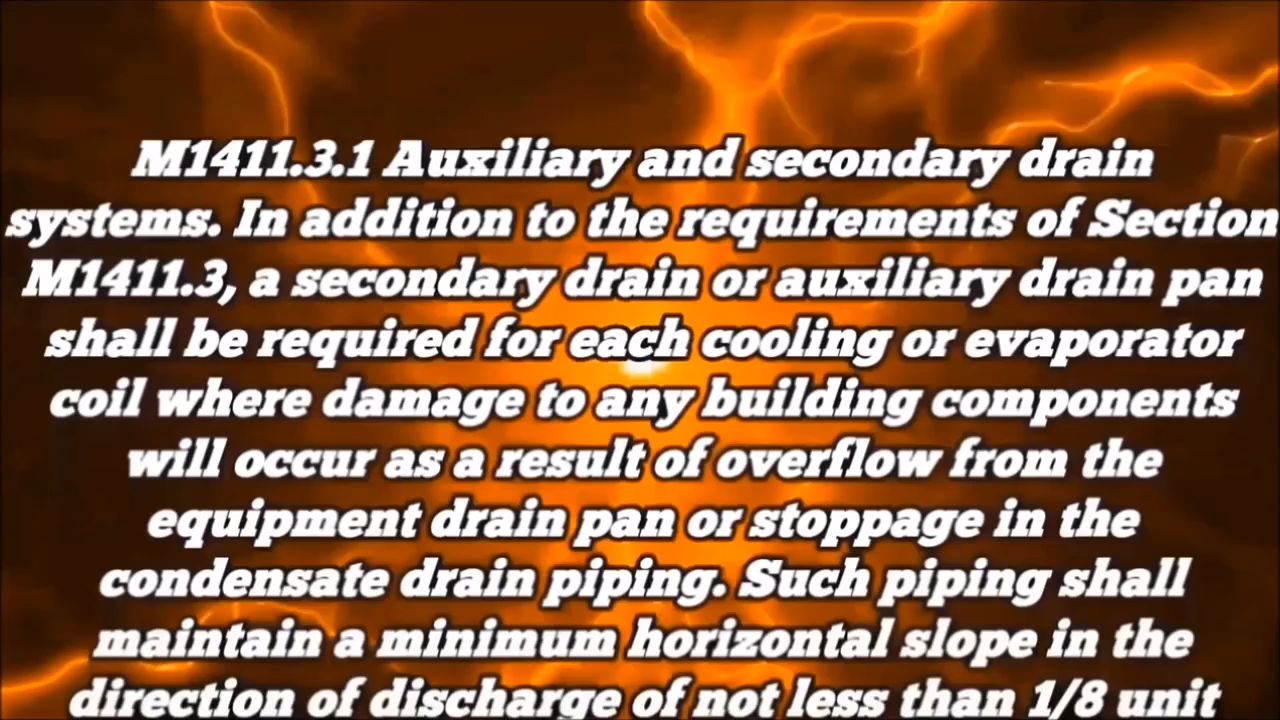 M1411.3.1 Auxiliary and secondary drain
systems. In addition to the requirements of Section
M1411.3, a secondary drain or auxiliary drain pan
shall be required for each cooling or evaporator
coil where damage to any building components
will occur as a result of overflow from the
equipment drain pan or stoppage in the
condensate drain piping. Such piping shall
maintain a minimum horizontal slope in the
direction of discharge of not less than 1/8 unit